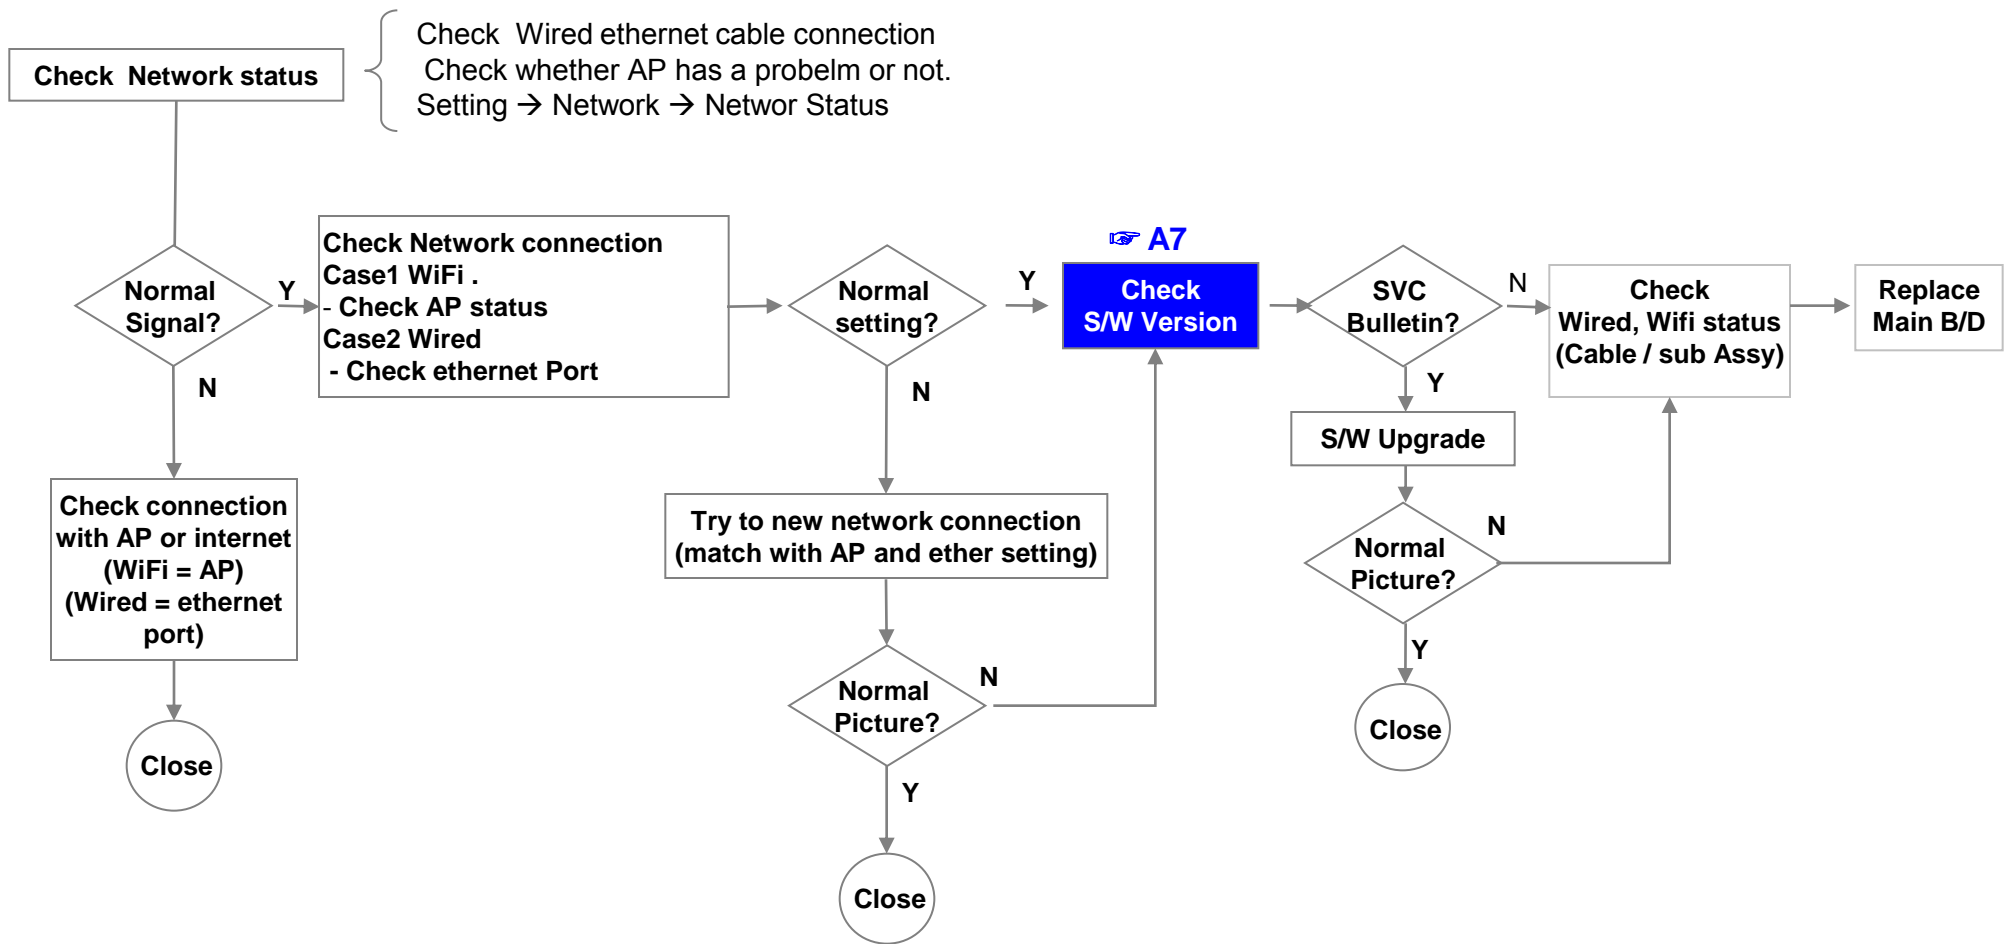 Check Wired ethernet cable connection
Check whether AP has a probelm or not.
Setting → Network → Networ Status
Check Network status
Normal
Signal?
Y
N
Check Network connection
Case1 WiFi .
- Check AP status
Case2 Wired
- Check ethernet Port
Normal
setting?
Y
N
☞ A7
Check
S/W Version
SVC
Bulletin?
N
Y
Check
Wired, Wifi status
(Cable / sub Assy)
Replace
Main B/D
S/W Upgrade
Normal
Picture?
N
Y
Close
Check connection
with AP or internet
(WiFi = AP)
(Wired = ethernet
port)
Close
Try to new network connection
(match with AP and ether setting)
Normal
Picture?
N
Y
Close